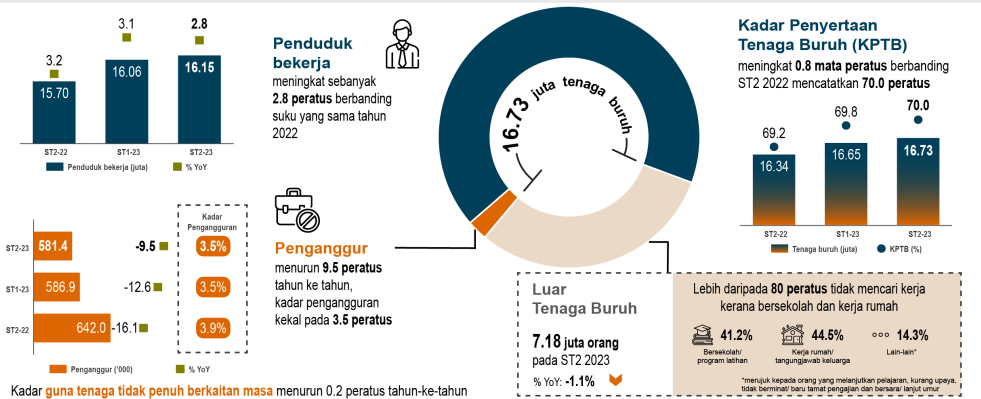 3.2
3.1
2.8
15.70
16.06
16.15
ST2-22
ST1-23
ST2-23
Penduduk bekerja (juta)
% YoY
Penduduk
bekerja
meningkat sebanyak
2.8 peratus berbanding
suku yang sama tahun
2022
16.73 juta tenaga buruh
Kadar Penyertaan
Tenaga Buruh (KPTB)
meningkat 0.8 mata peratus berbanding
ST2 2022 mencatatkan 70.0 peratus
69.2
69.8
70.0
16.34
16.65
16.73
ST2-22
ST1-23
ST2-23
Tenaga buruh (juta)
KPTB (%)
Kadar
Pengangguran
ST2-23
581.4
-9.5
3.5%
ST1-23
586.9
-12.6
3.5%
ST2-22
642.0
-16.1
3.9%
Penganggur ('000)
% YoY
Penganggur
menurun 9.5 peratus
tahun ke tahun,
kadar pengangguran
kekal pada 3.5 peratus
Luar
Tenaga Buruh
7.18 juta orang
pada ST2 2023
% YoY: -1.1%
Lebih daripada 80 peratus tidak mencari kerja
kerana bersekolah dan kerja rumah
41.2%
Bersekolah/
program latihan
44.5%
Kerja rumah/
tangungjawab keluarga
14.3%
Lain-lain*
*merujuk kepada orang yang melanjutkan pelajaran, kurang upaya,
tidak berminat/ baru tamat pengajian dan bersara/ lanjut umur
Kadar guna tenaga tidak penuh berkaitan masa menurun 0.2 peratus tahun-ke-tahun